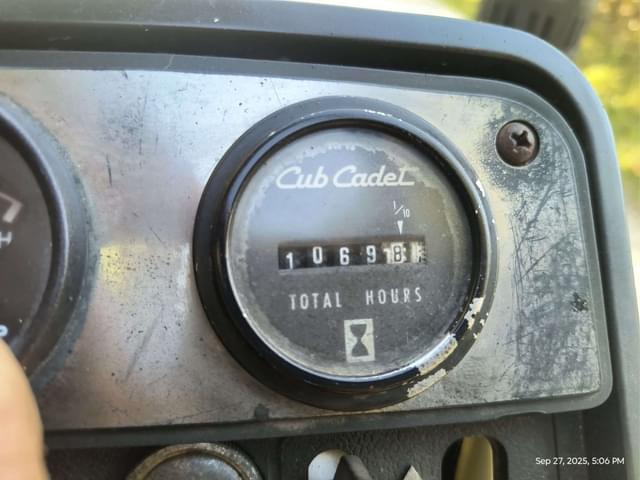 H
Cub Cadet
1/10
10698
TOTAL HOURS
Sep 27, 2025, 5:06 PM